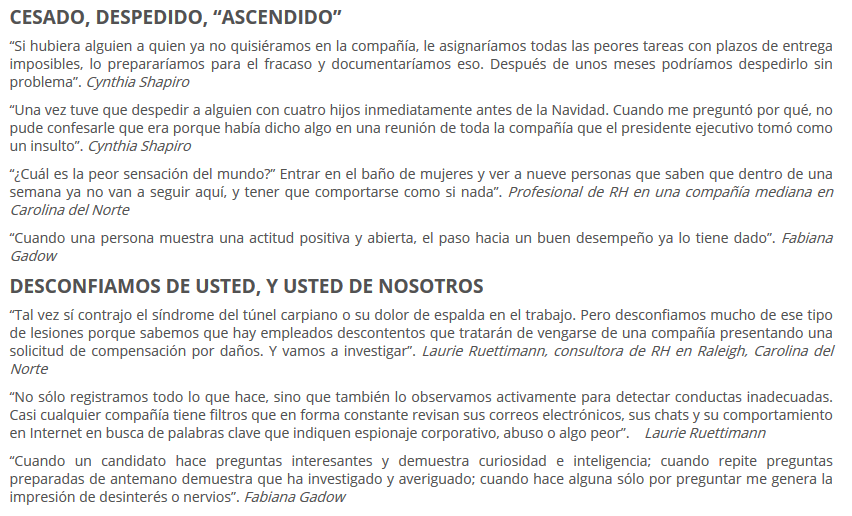 CESADO, DESPEDIDO, “ASCENDIDO”
“Si hubiera alguien a quien ya no quisiéramos en la compañía, le asignaríamos todas las peores tareas con plazos de entrega
imposibles, lo prepararíamos para el fracaso y documentaríamos eso. Después de unos meses podríamos despedirlo sin
problema”. Cynthia Shapiro
“Una vez tuve que despedir a alguien con cuatro hijos inmediatamente antes de la Navidad. Cuando me preguntó por qué, no
pude confesarle que era porque había dicho algo en una reunión de toda la compañía que el presidente ejecutivo tomó como
un insulto”. Cynthia Shapiro
“¿Cuál es la peor sensación del mundo?” Entrar en el baño de mujeres y ver a nueve personas que saben que dentro de una
semana ya no van a seguir aquí, y tener que comportarse como si nada”. Profesional de RH en una compañía mediana en
Carolina del Norte
“Cuando una persona muestra una actitud positiva y abierta, el paso hacia un buen desempeño ya lo tiene dado”. Fabiana
Gadow
DESCONFIAMOS DE USTED, Y USTED DE NOSOTROS
“Tal vez sí contrajo el síndrome del túnel carpiano o su dolor de espalda en el trabajo. Pero desconfiamos mucho de ese tipo
de lesiones porque sabemos que hay empleados descontentos que tratarán de vengarse de una compañía presentando una
solicitud de compensación por daños. Y vamos a investigar”. Laurie Ruettimann, consultora de RH en Raleigh, Carolina del
Norte
“No sólo registramos todo lo que hace, sino que también lo observamos activamente para detectar conductas inadecuadas.
Casi cualquier compañía tiene filtros que en forma constante revisan sus correos electrónicos, sus chats y su comportamiento
en Internet en busca de palabras clave que indiquen espionaje corporativo, abuso o algo peor”. Laurie Ruettimann
“Cuando un candidato hace preguntas interesantes y demuestra curiosidad e inteligencia; cuando repite preguntas
preparadas de antemano demuestra que ha investigado y averiguado; cuando hace alguna sólo por preguntar me genera la
impresión de desinterés o nervios”. Fabiana Gadow